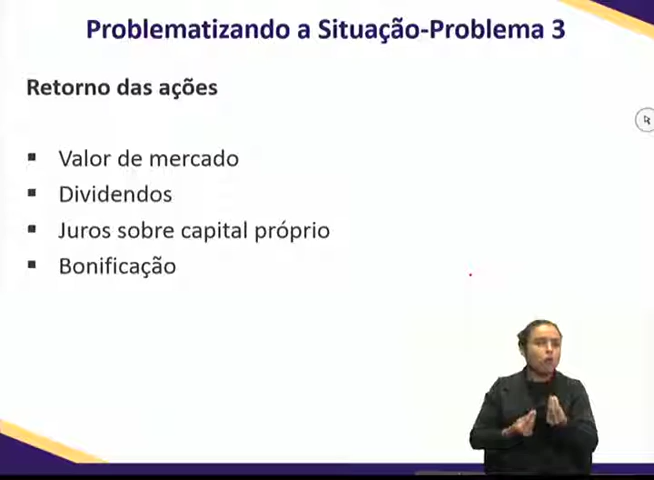 Problematizando a Situação-Problema 3
Retorno das ações
▪ Valor de mercado
▪ Dividendos
▪ Juros sobre capital próprio
▪ Bonificação